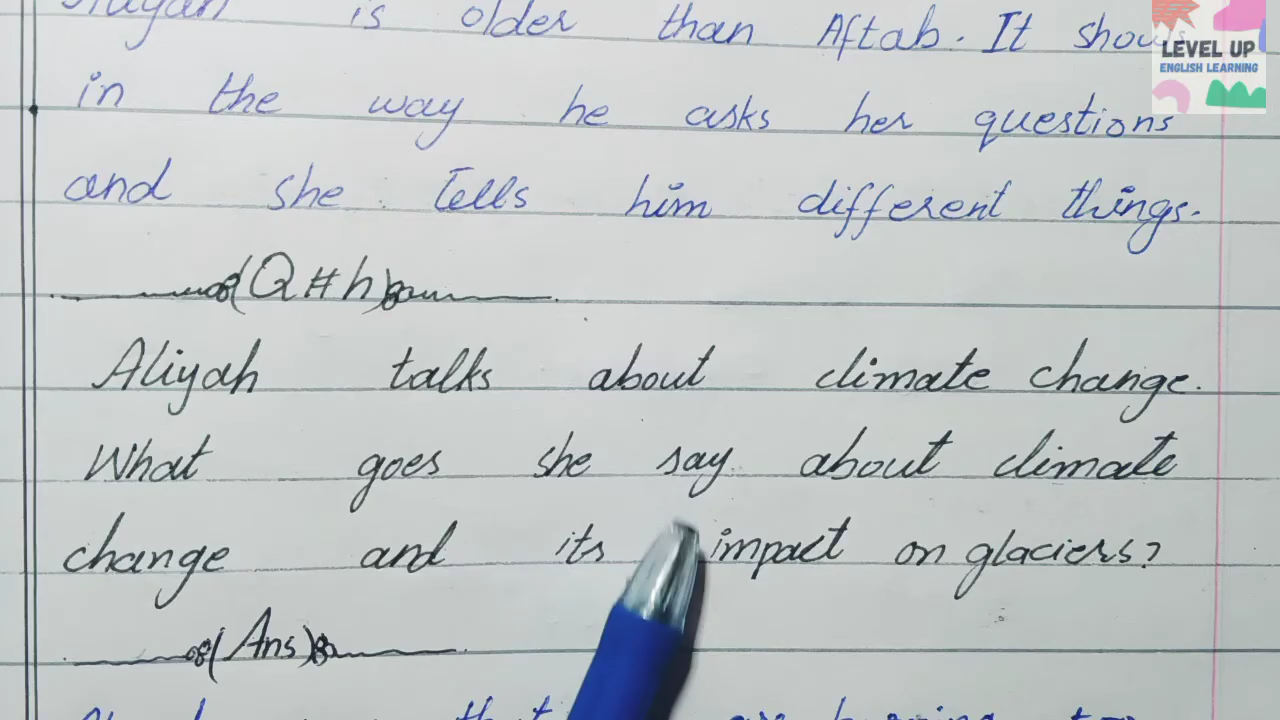 is older than Aftab. It shows
LEVEL UP
ENGLISH LEARNING
in the way he asks her questions
and she tells him different things.
(Q#h)
Aliyah talks about climate change.
What goes she say about climate
change and its impact on glaciers?
(Ans)